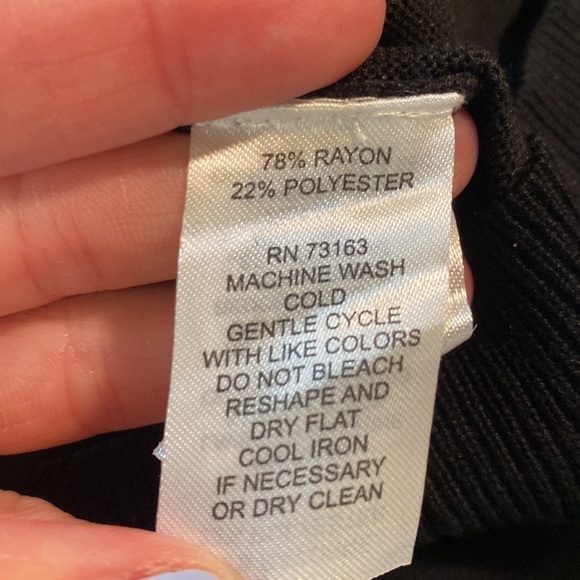 78% RAYON
22% POLYESTER
RN 73163
MACHINE WASH
COLD
GENTLE CYCLE
WITH LIKE COLORS
DO NOT BLEACH
RESHAPE AND
DRY FLAT
COOL IRON
IF NECESSARY
OR DRY CLEAN